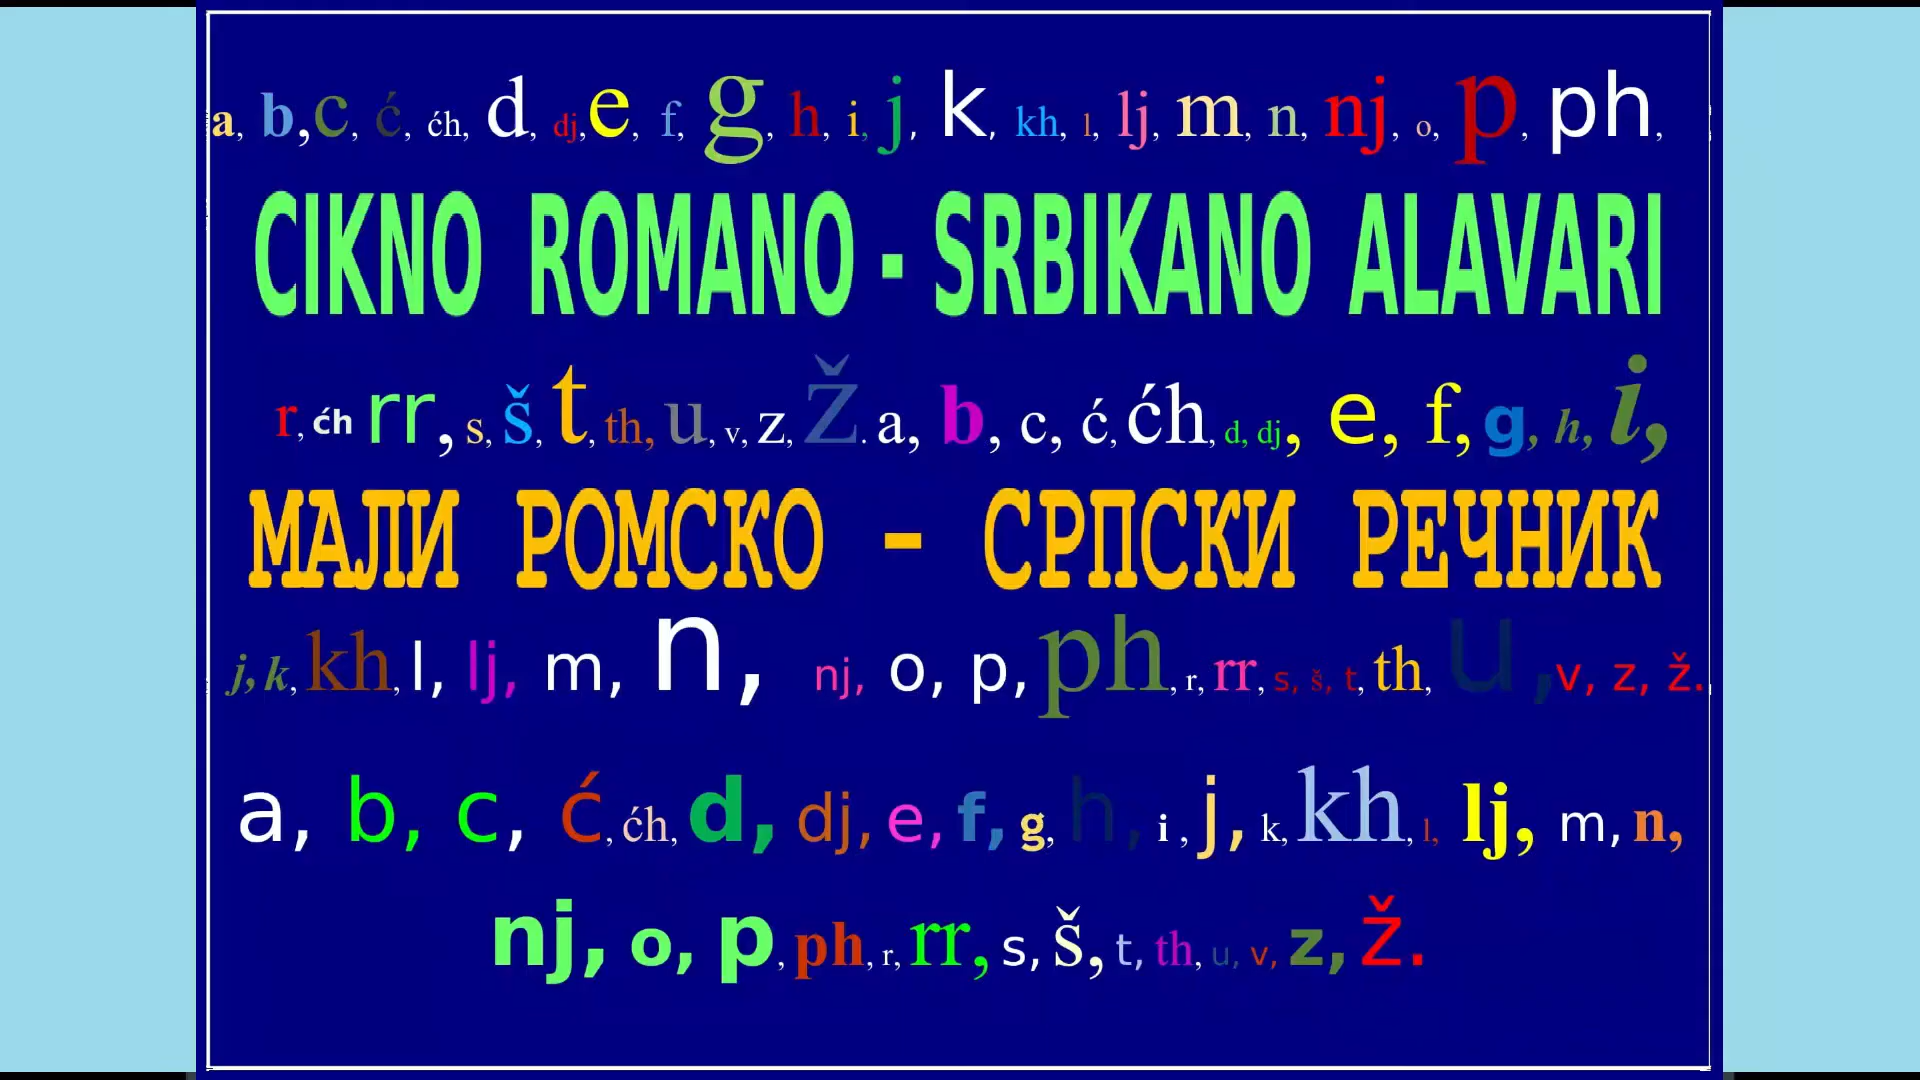 a, b,c, ć, ćh, d, dj,e, f, g, h, i, j, k, kh, l, lj, m, n, nj, o, p, ph,
CIKNO ROMANO - SRBIKANO ALAVARI
r, ćh rr, s, š, t, th, u, v, z, ž. a, b, c, ć, ćh, d, dj, e, f, g, h, i,
МАЛИ РОМСКО – СРПСКИ РЕЧНИК
j, k, kh, l, lj, m, n, nj, o, p, ph, r, rr, s, š, t, th, u ,v, z, ž.
a, b, c, ć, ćh, d, dj, e, f, g, h, i , j, k, kh, l, lj, m, n,
nj, o, p, ph, r, rr, s, š, t, th, u, v, z, ž.